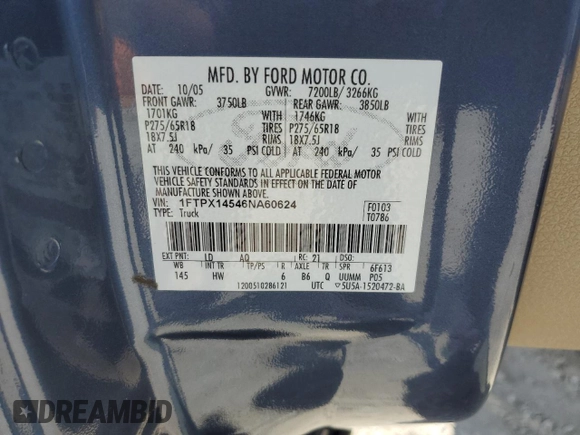 MFD. BY FORD MOTOR CO.
DATE: 10/05 GVWR: 7200LB/ 3266KG
FRONT GAWR: 3750LB REAR GAWR: 3850LB
1701KG WITH 1746KG WITH
P275/65R18 TIRES P275/65R18 TIRES
18X7.5J RIMS 18X7.5J RIMS
AT 240 kPa/ 35 PSI COLD AT 240 kPa/ 35 PSI COLD
THIS VEHICLE CONFORMS TO ALL APPLICABLE FEDERAL MOTOR
VEHICLE SAFETY STANDARDS IN EFFECT ON THE DATE OF
MANUFACTURE SHOWN ABOVE.
VIN: 1FTPX14546NA60624 F0103
TYPE: Truck T0786
EXT PNT: LD AQ RC: 21 DSO:
WB INT TR TP/PS R AXLE TR SPR 6F613
145 HW 6 B6 Q UUMM P05
12005102861​21 UTC 5U5A-1520472-BA
DREAMBID